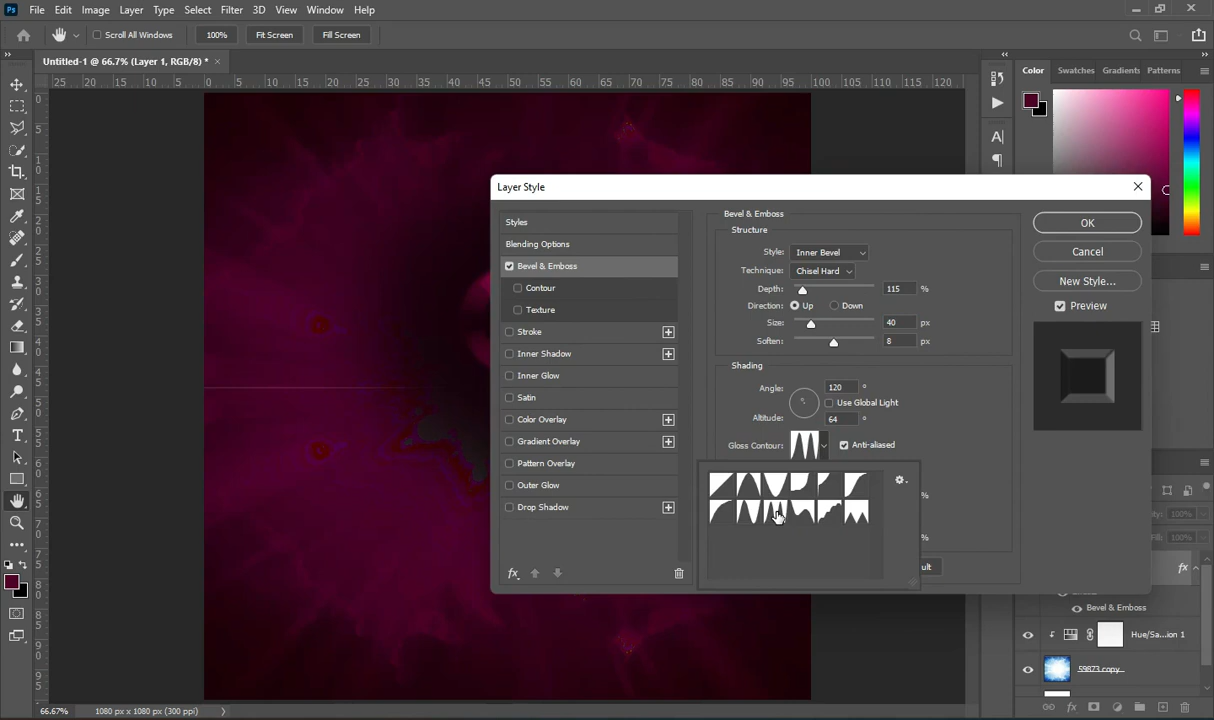 Ps File Edit Image Layer Type Select Filter 3D View Window Help
Scroll All Windows 100% Fit Screen Fill Screen
Untitled-1 @ 66.7% (Layer 1, RGB/8) * ×
25 20 15 10 5 0 5 10 15 20 25 30 35 40 45 50 55 60 65 70 75 80 85 90 95 100 105 110 115 120
Color Swatches Gradients Patterns
Layer Style
Styles
Blending Options
Bevel & Emboss
Contour
Texture
Stroke
Inner Shadow
Inner Glow
Satin
Color Overlay
Gradient Overlay
Pattern Overlay
Outer Glow
Drop Shadow
fx
Bevel & Emboss
Structure
Style: Inner Bevel
Technique: Chisel Hard
Depth: 115 %
Direction: Up Down
Size: 40 px
Soften: 8 px
Shading
Angle: 120 °
Use Global Light
Altitude: 64 °
Gloss Contour: Anti-aliased
%
%
ult
OK
Cancel
New Style...
Preview
100%
100%
fx
Bevel & Emboss
Hue/Sa...ion 1
59873 copy
66.67% 1080 px x 1080 px (300 ppi)